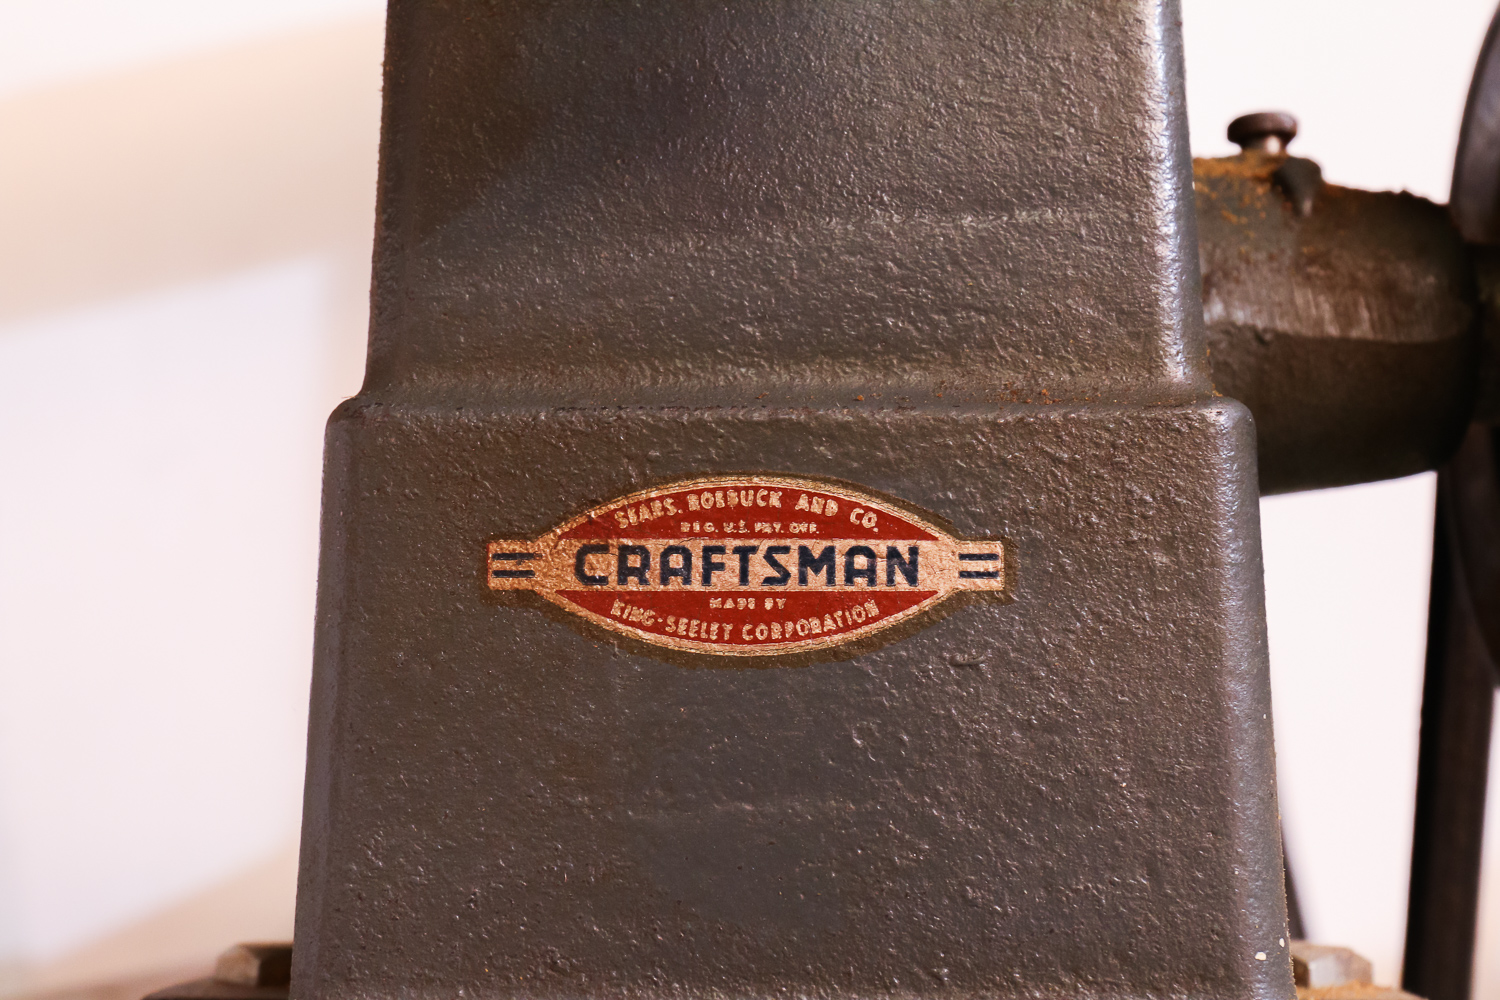 SEARS, ROEBUCK AND CO.
REG. U.S. PAT. OFF.
CRAFTSMAN
MADE BY
KING-SEELEY CORPORATION